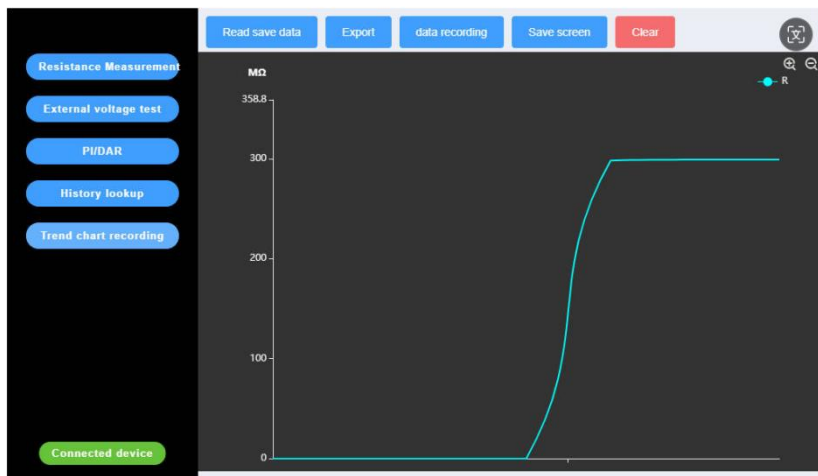 Read save data
Export
data recording
Save screen
Clear
Resistance Measurement
External voltage test
PI/DAR
History lookup
Trend chart recording
Connected device
MΩ
R
358.8
300
200
100
0